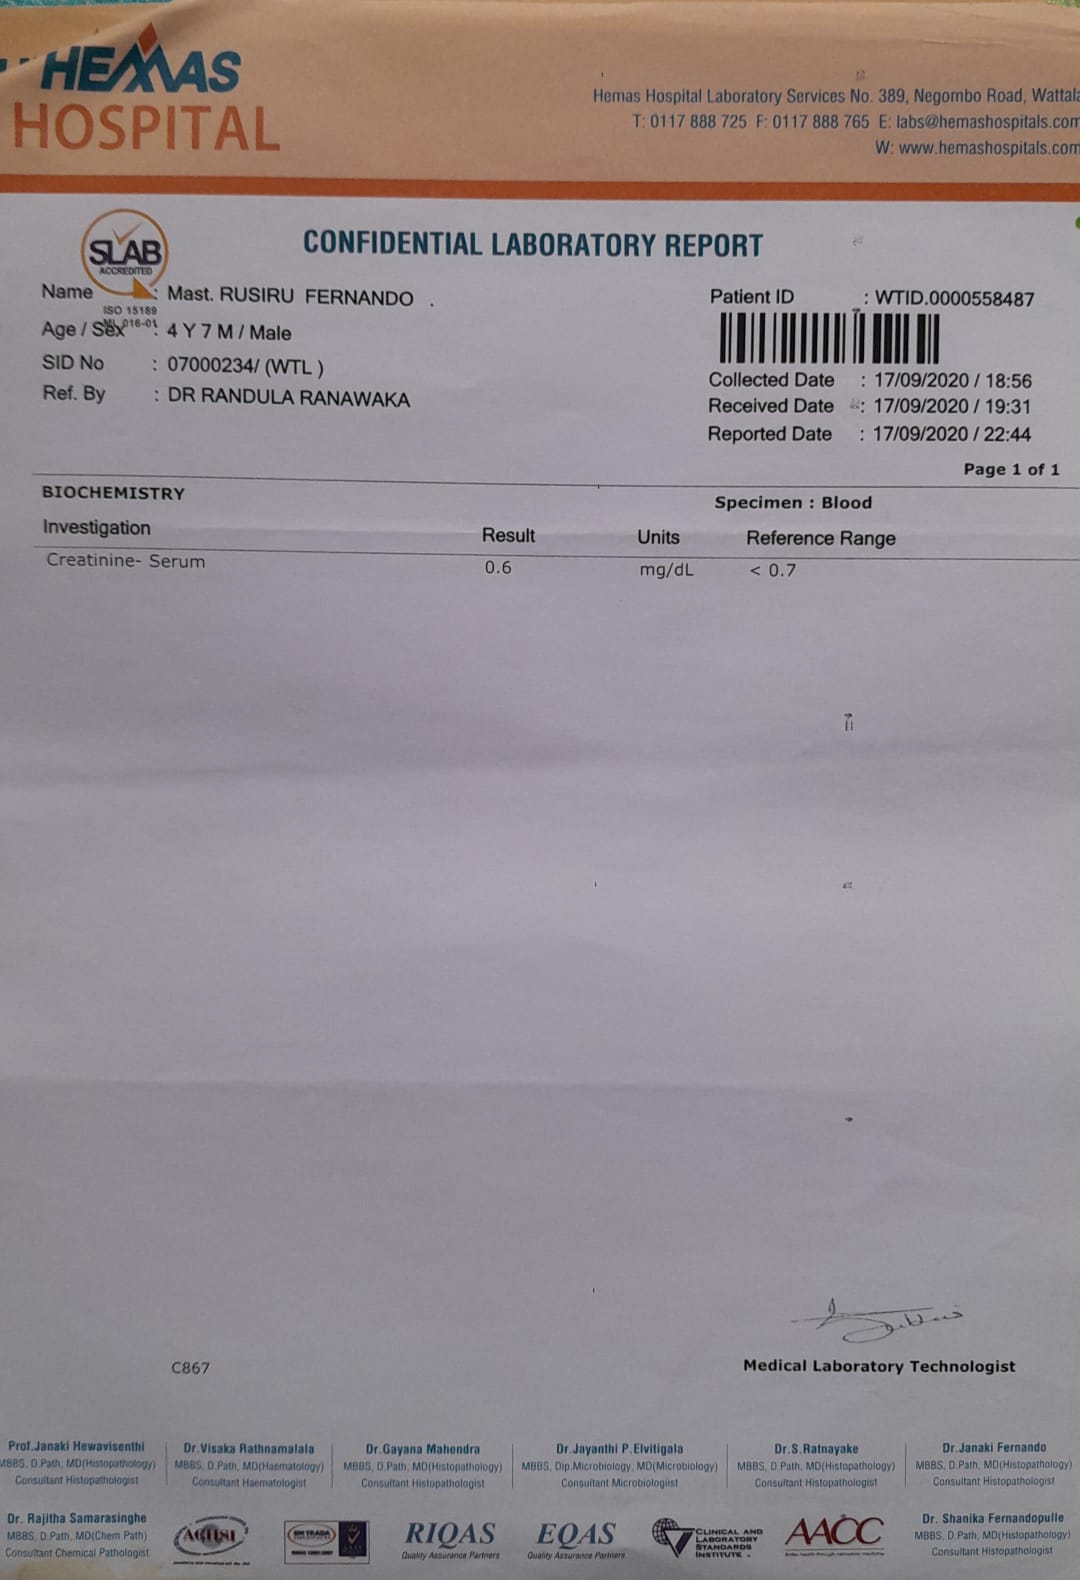 HEMAS
HOSPITAL
Hemas Hospital Laboratory Services No. 389, Negombo Road, Wattala
T: 0117 888 725 F: 0117 888 765 E: labs@hemashospitals.com
W: www.hemashospitals.com
SLAB
ACCREDITED
ISO 15189
ML 016-01
CONFIDENTIAL LABORATORY REPORT
Name : Mast. RUSIRU FERNANDO .
Age / Sex : 4 Y 7 M / Male
SID No : 07000234/ (WTL )
Ref. By : DR RANDULA RANAWAKA
Patient ID : WTID.0000558487
Collected Date : 17/09/2020 / 18:56
Received Date : 17/09/2020 / 19:31
Reported Date : 17/09/2020 / 22:44
Page 1 of 1
BIOCHEMISTRY
Specimen : Blood
Investigation Result Units Reference Range
Creatinine- Serum 0.6 mg/dL < 0.7
C867
Medical Laboratory Technologist
Prof.Janaki Hewavisenthi
MBBS, D.Path, MD(Histopathology)
Consultant Histopathologist
Dr.Visaka Rathnamalala
MBBS, D.Path, MD(Haematology)
Consultant Haematologist
Dr.Gayana Mahendra
MBBS, D.Path, MD(Histopathology)
Consultant Histopathologist
Dr.Jayanthi P.Elvitigala
MBBS, Dip.Microbiology, MD(Microbiology)
Consultant Microbiologist
Dr.S.Ratnayake
MBBS, D.Path, MD(Histopathology)
Consultant Histopathologist
Dr.Janaki Fernando
MBBS, D.Path, MD(Histopathology)
Consultant Histopathologist
Dr. Rajitha Samarasinghe
MBBS, D.Path, MD(Chem Path)
Consultant Chemical Pathologist
ACHSI
BM TRADA
RIQAS
Quality Assurance Partners
EQAS
Quality Assurance Partners
CLINICAL AND
LABORATORY
STANDARDS
INSTITUTE
AACC
Dr. Shanika Fernandopulle
MBBS, D.Path, MD(Histopathology)
Consultant Histopathologist